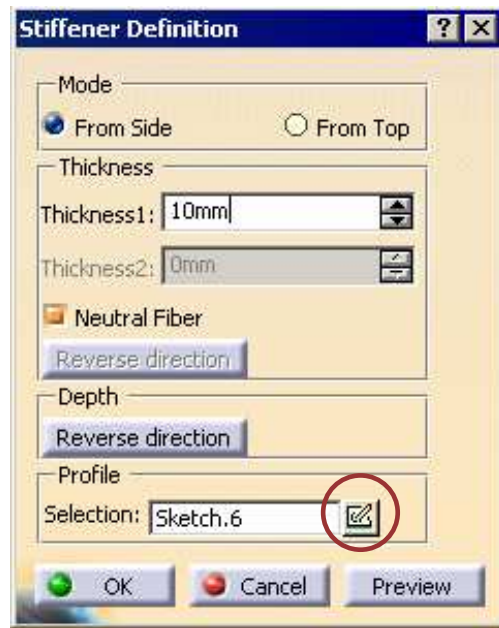 Stiffener Definition ? X
Mode
From Side From Top
Thickness
Thickness1: 10mm
Thickness2: 0mm
Neutral Fiber
Reverse direction
Depth
Reverse direction
Profile
Selection: Sketch.6
OK Cancel Preview